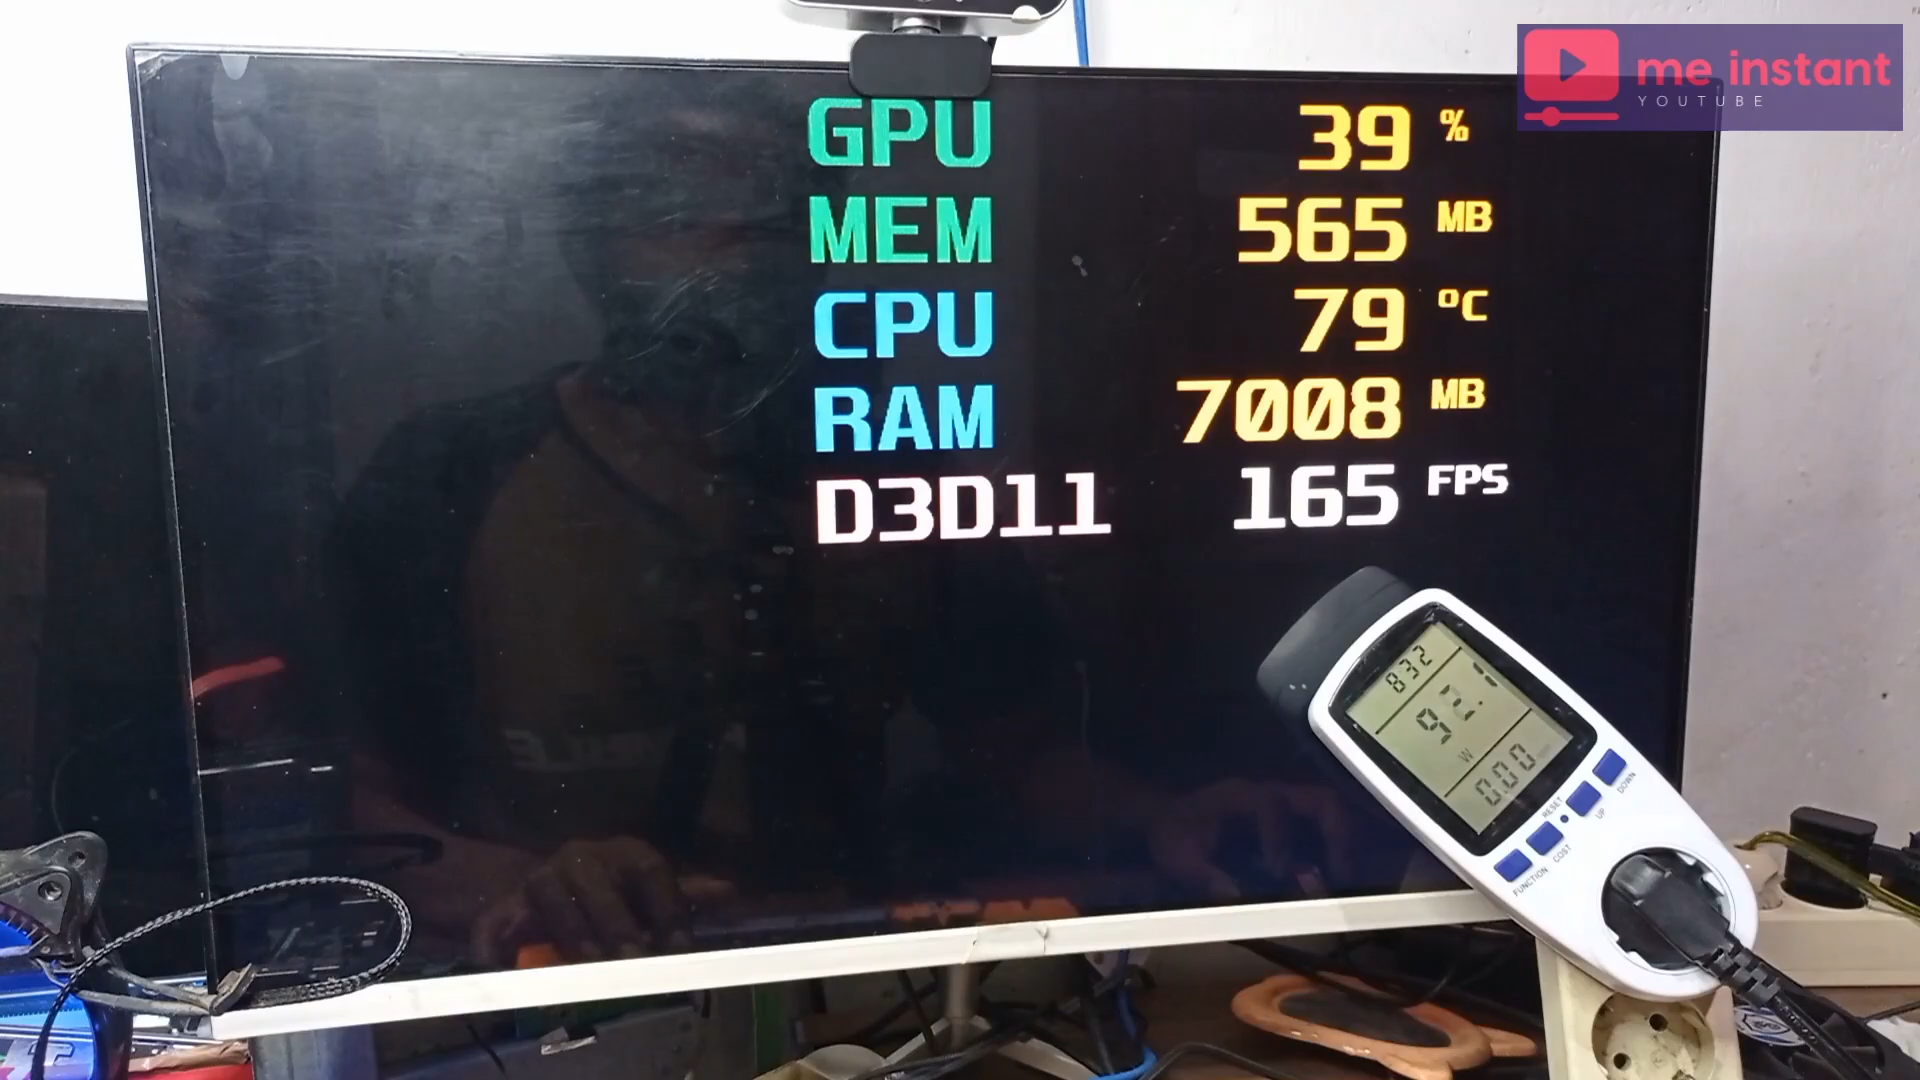 me instant
YOUTUBE
GPU 39 %
MEM 565 MB
CPU 79 °C
RAM 7008 MB
D3D11 165 FPS
832
92.
W
0.00
RESET
DOWN
UP
COST
FUNCTION